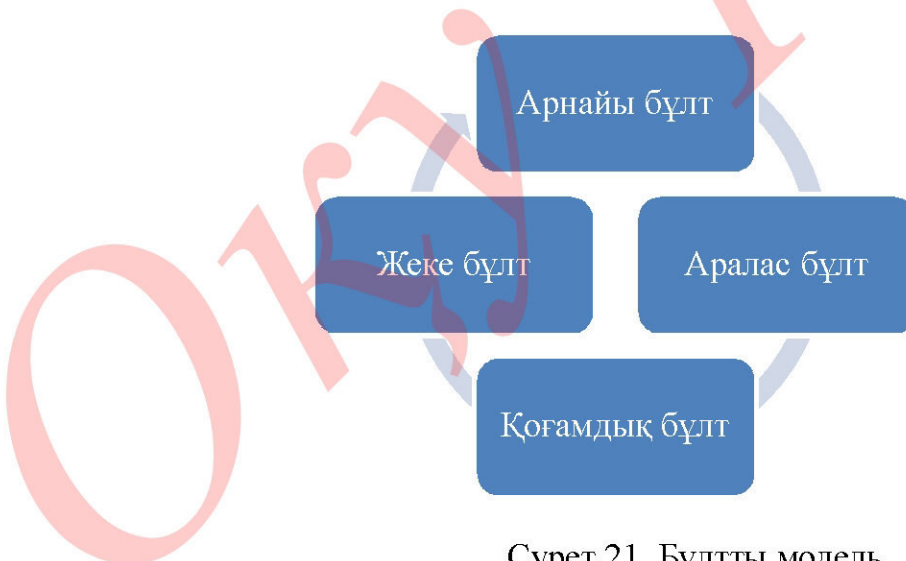 Арнайы бұлт
Жеке бұлт
Аралас бұлт
Қоғамдық бұлт
Сурет 21. Бұлтты модель